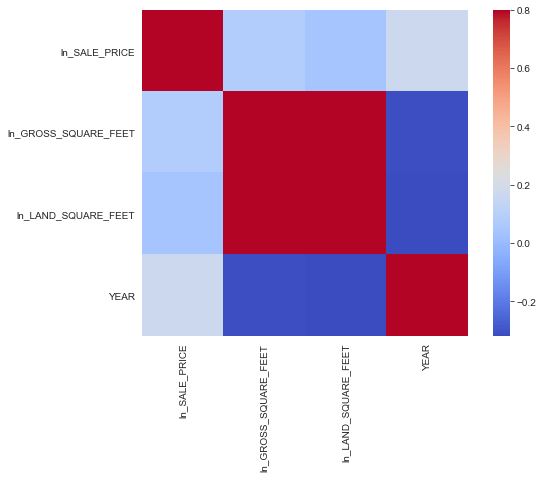 ln_SALE_PRICE
ln_GROSS_SQUARE_FEET
ln_LAND_SQUARE_FEET
YEAR
ln_SALE_PRICE
ln_GROSS_SQUARE_FEET
ln_LAND_SQUARE_FEET
YEAR
0.8
0.6
0.4
0.2
0.0
−0.2